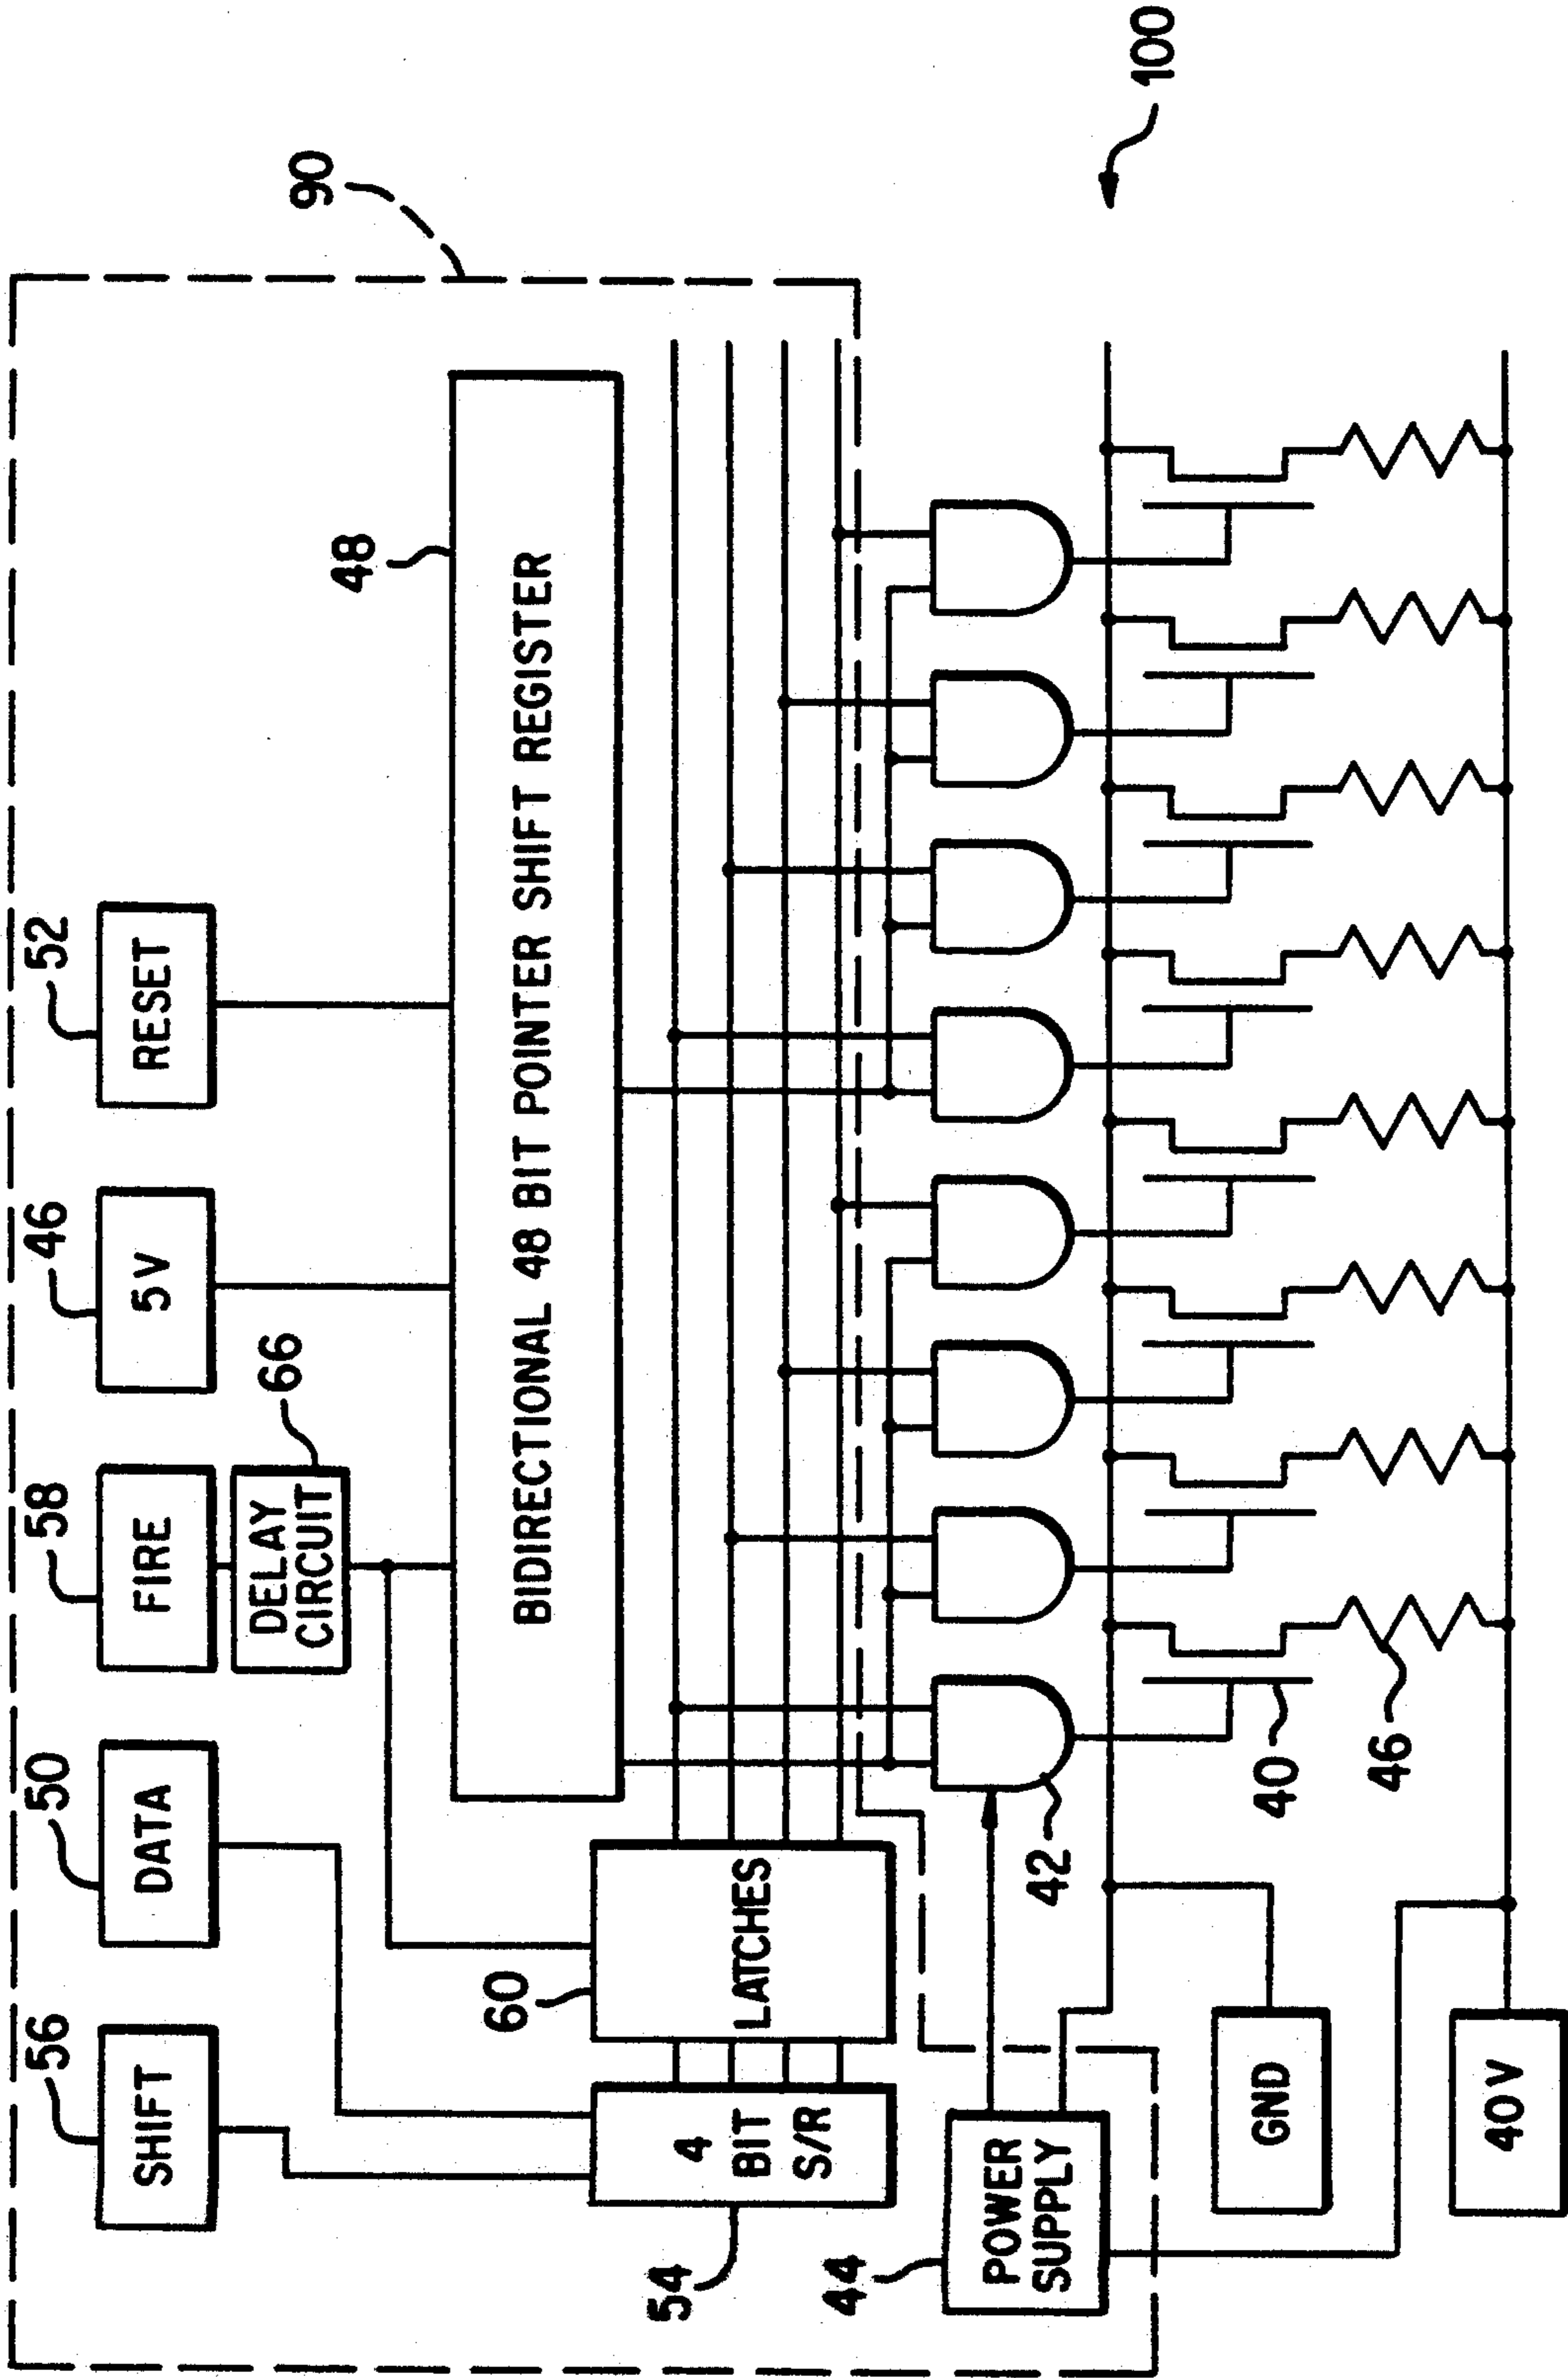 90
56
SHIFT
50
DATA
58
FIRE
66
DELAY
CIRCUIT
46
5V
52
RESET
48
BIDIRECTIONAL 48 BIT POINTER SHIFT REGISTER
60
LATCHES
54
4
BIT
S/R
44
POWER
SUPPLY
42
100
40
46
GND
40V